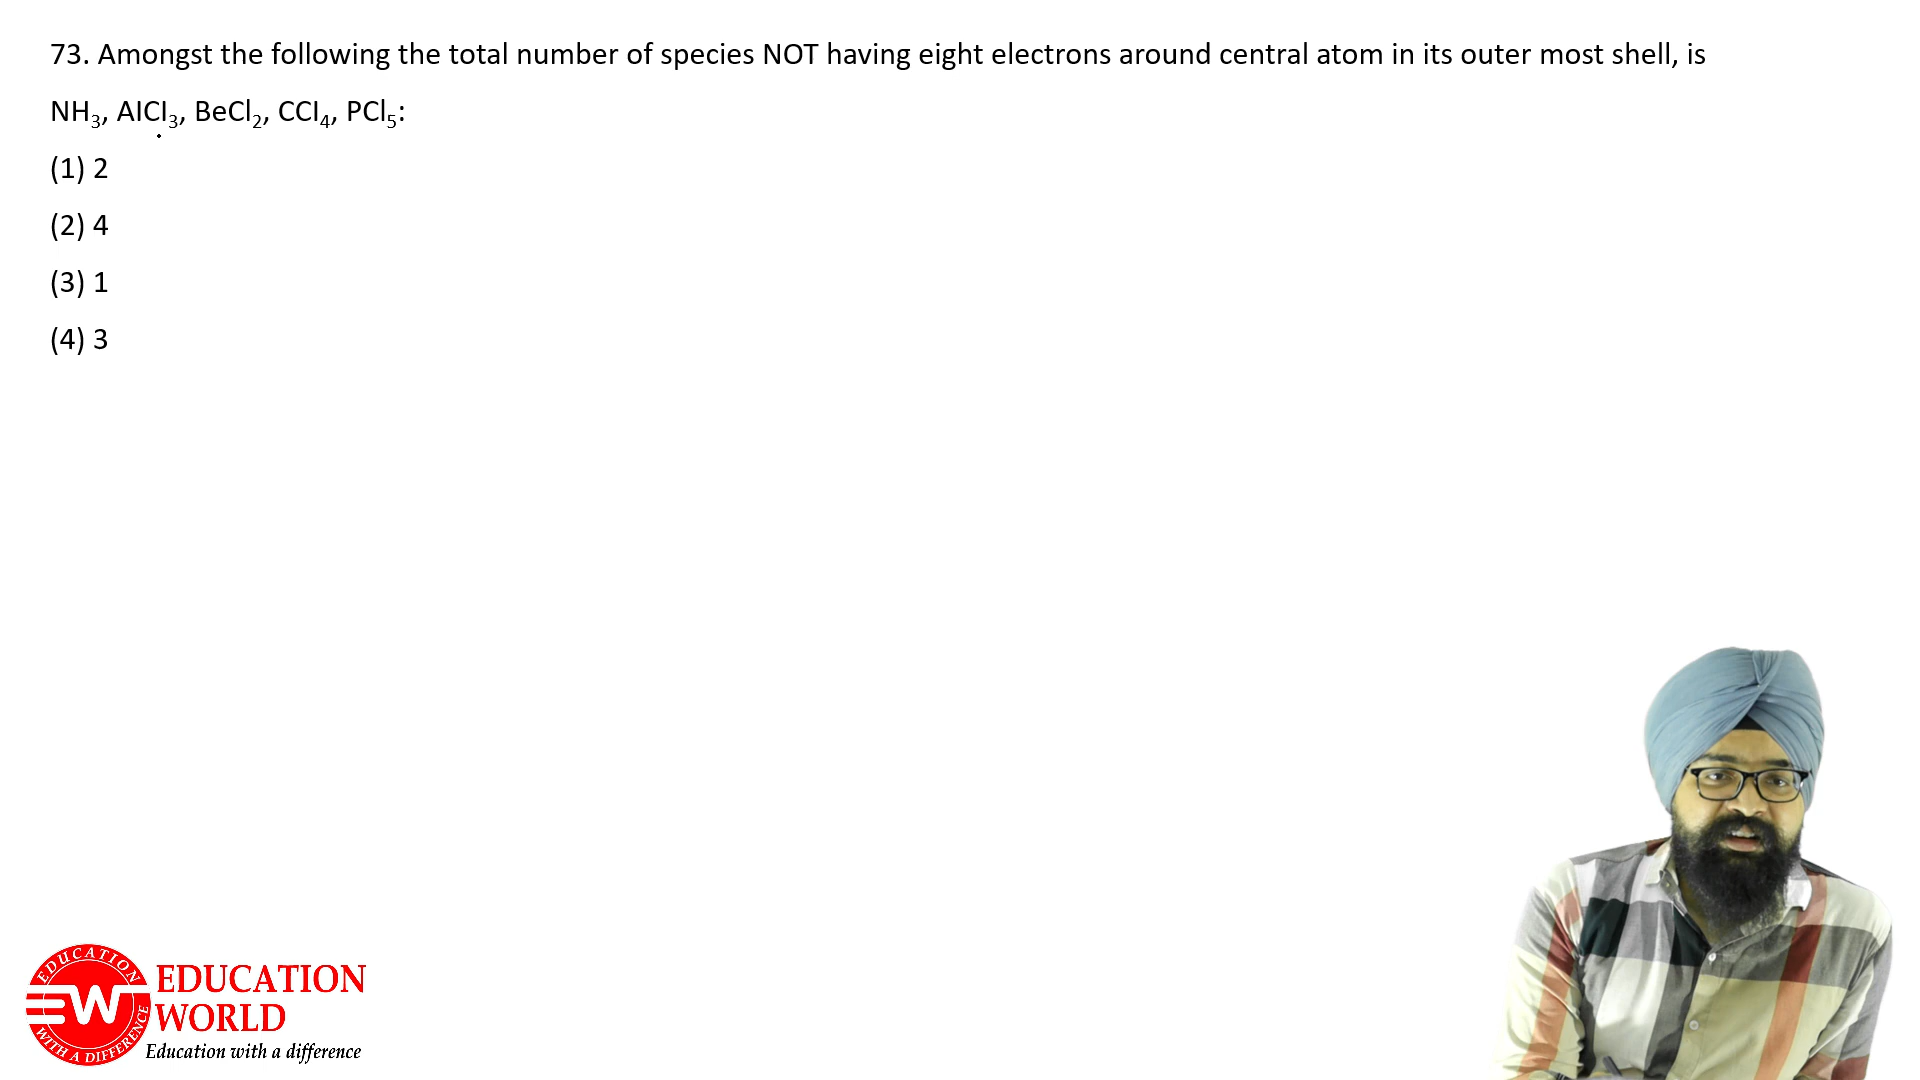 73. Amongst the following the total number of species NOT having eight electrons around central atom in its outer most shell, is
NH₃, AlCl₃, BeCl₂, CCl₄, PCl₅:
(1) 2
(2) 4
(3) 1
(4) 3
EDUCATION
WITH A DIFFERENCE
EW
EDUCATION
WORLD
Education with a difference